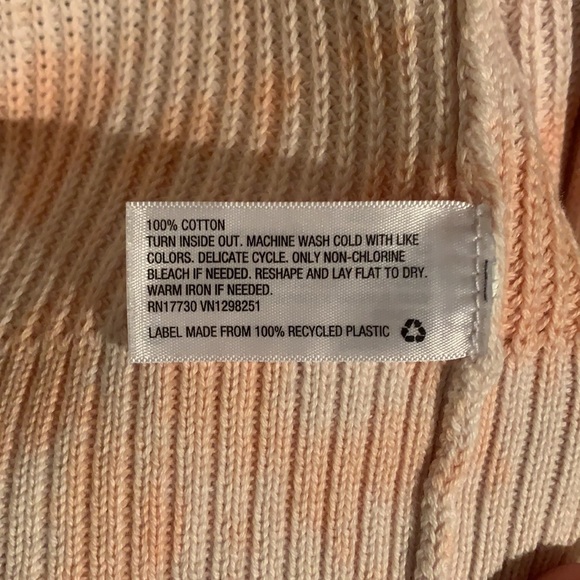 100% COTTON
TURN INSIDE OUT. MACHINE WASH COLD WITH LIKE
COLORS. DELICATE CYCLE. ONLY NON-CHLORINE
BLEACH IF NEEDED. RESHAPE AND LAY FLAT TO DRY.
WARM IRON IF NEEDED.
RN17730 VN1298251
LABEL MADE FROM 100% RECYCLED PLASTIC